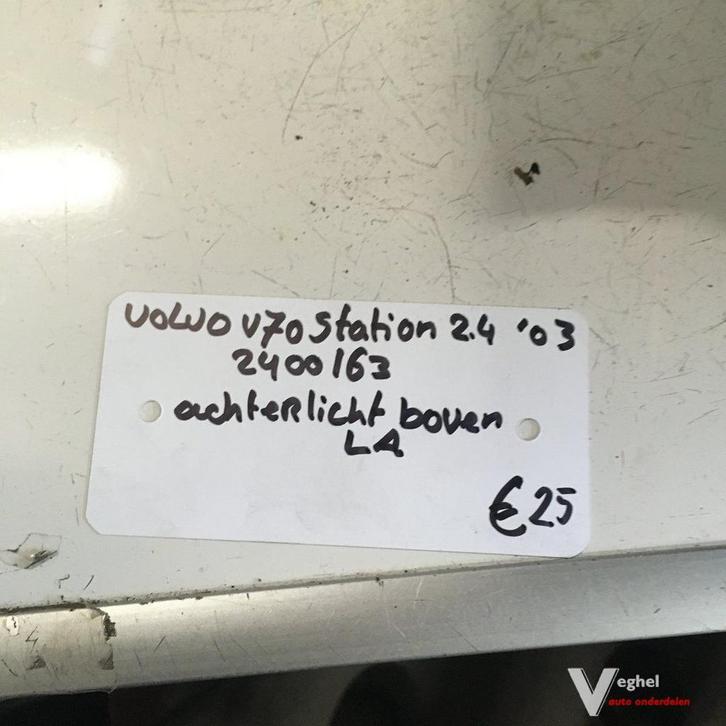 VOLVO V70 Station 2.4 '03
2400163
achterlicht boven
LA
€25
Veghel
auto onderdelen